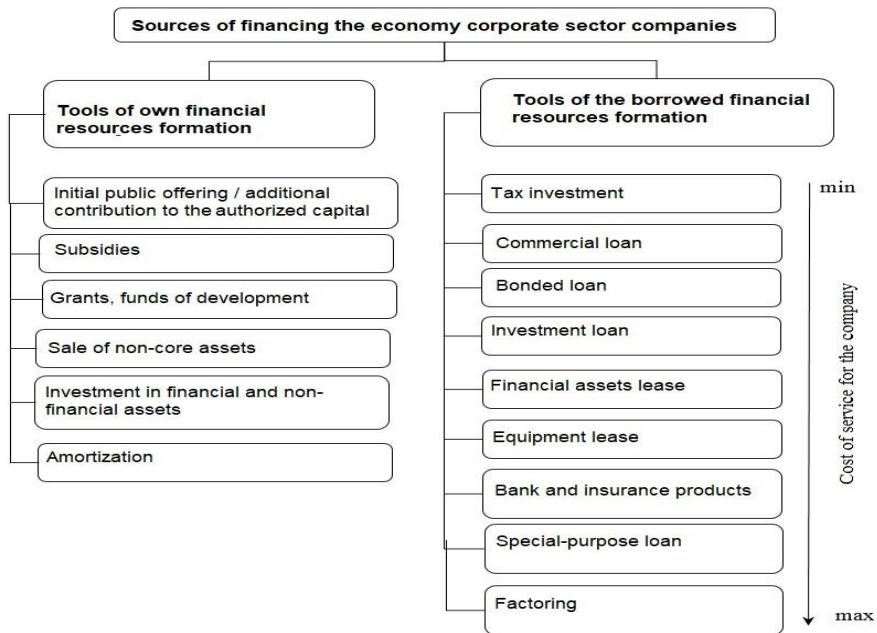 Sources of financing the economy corporate sector companies
Tools of own financial
resources formation
Initial public offering / additional
contribution to the authorized capital
Subsidies
Grants, funds of development
Sale of non-core assets
Investment in financial and non-
financial assets
Amortization
Tools of the borrowed financial
resources formation
Tax investment
Commercial loan
Bonded loan
Investment loan
Financial assets lease
Equipment lease
Bank and insurance products
Special-purpose loan
Factoring
min
Cost of service for the company
max